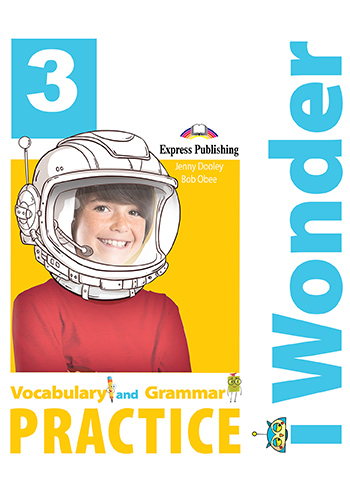 3
Express Publishing
Jenny Dooley
Bob Obee
i Wonder
Vocabulary and Grammar
PRACTICE